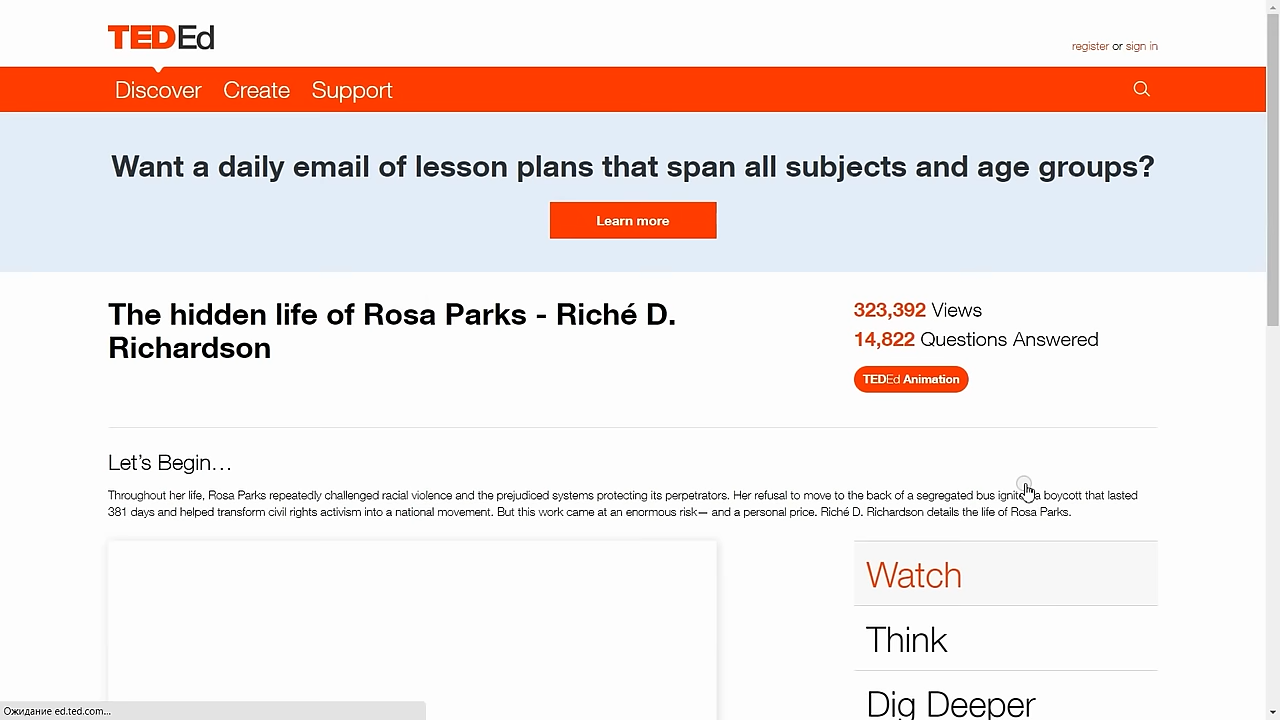 TEDEd
register or sign in
Discover Create Support
Want a daily email of lesson plans that span all subjects and age groups?
Learn more
The hidden life of Rosa Parks - Riché D.
Richardson
323,392 Views
14,822 Questions Answered
TEDEd Animation
Let's Begin…
Throughout her life, Rosa Parks repeatedly challenged racial violence and the prejudiced systems protecting its perpetrators. Her refusal to move to the back of a segregated bus ignited a boycott that lasted
381 days and helped transform civil rights activism into a national movement. But this work came at an enormous risk— and a personal price. Riché D. Richardson details the life of Rosa Parks.
Watch
Think
Dig Deeper
Ожидание ed.ted.com...